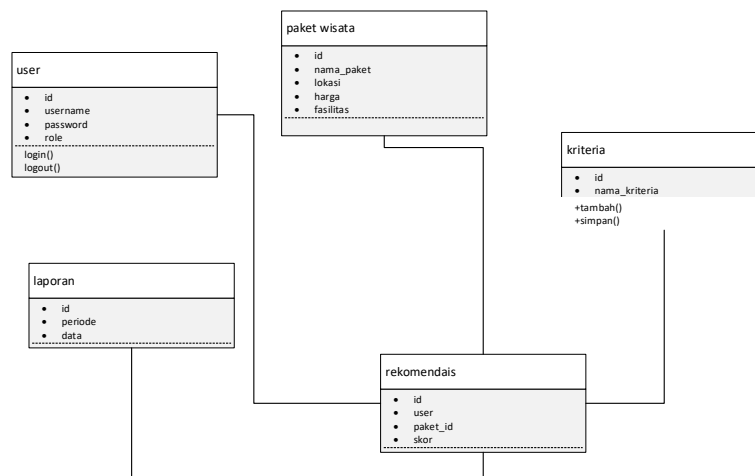 paket wisata
id
nama_paket
lokasi
harga
fasilitas
user
id
username
password
role
login()
logout()
kriteria
id
nama_kriteria
+tambah()
+simpan()
laporan
id
periode
data
rekomendais
id
user
paket_id
skor